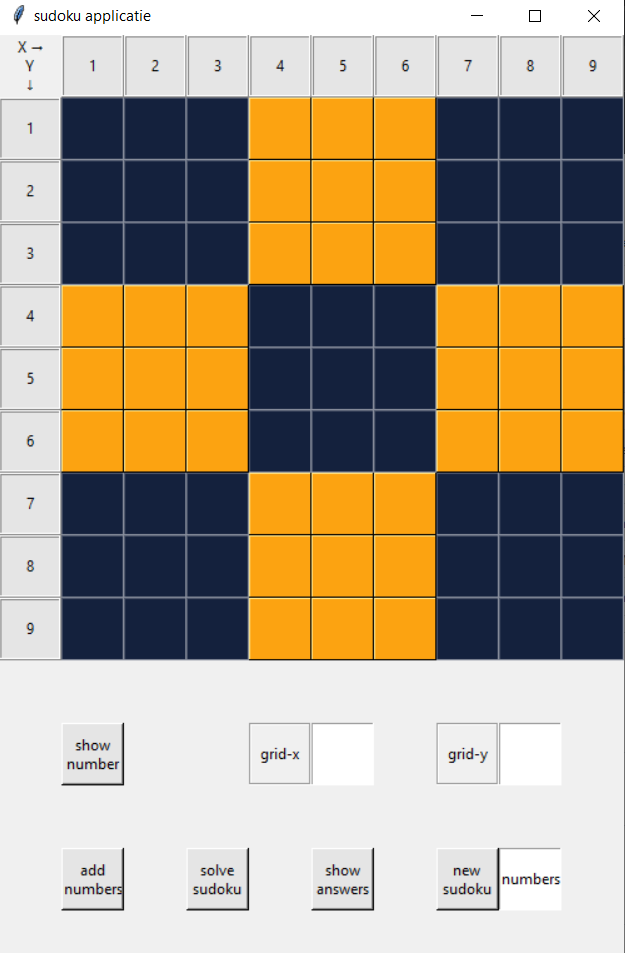 sudoku applicatie
X →
Y
↓
1 2 3 4 5 6 7 8 9
1
2
3
4
5
6
7
8
9
show
number
grid-x
grid-y
add
numbers
solve
sudoku
show
answers
new
sudoku
numbers